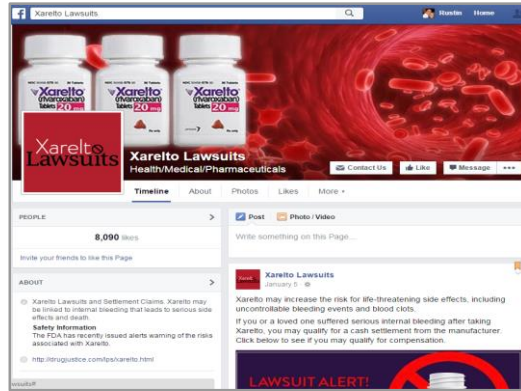 Xarelto Lawsuits
Rustin Home
Xarelto Xarelto Xarelto
(rivaroxaban) (rivaroxaban) (rivaroxaban)
Tablets 20 mg Tablets 20 mg Tablets 20 mg
Xarelto
Lawsuits
Xarelto Lawsuits
Health/Medical/Pharmaceuticals
Contact Us Like Message
Timeline About Photos Likes More
PEOPLE
8,090 likes
Invite your friends to like this Page
ABOUT
Xarelto Lawsuits and Settlement Claims. Xarelto may
be linked to internal bleeding that leads to serious side
effects and death.
Safety Information
The FDA has recently issued alerts warning of the risks
associated with Xarelto.
http://drugjustice.com/lps/xarelto.html
Post Photo / Video
Write something on this Page...
Xarelto Lawsuits
January 5
Xarelto may increase the risk for life-threatening side effects, including
uncontrollable bleeding events and blood clots.
If you or a loved one suffered serious internal bleeding after taking
Xarelto, you may qualify for a cash settlement from the manufacturer.
Click below to see if you may qualify for compensation.
LAWSUIT ALERT!